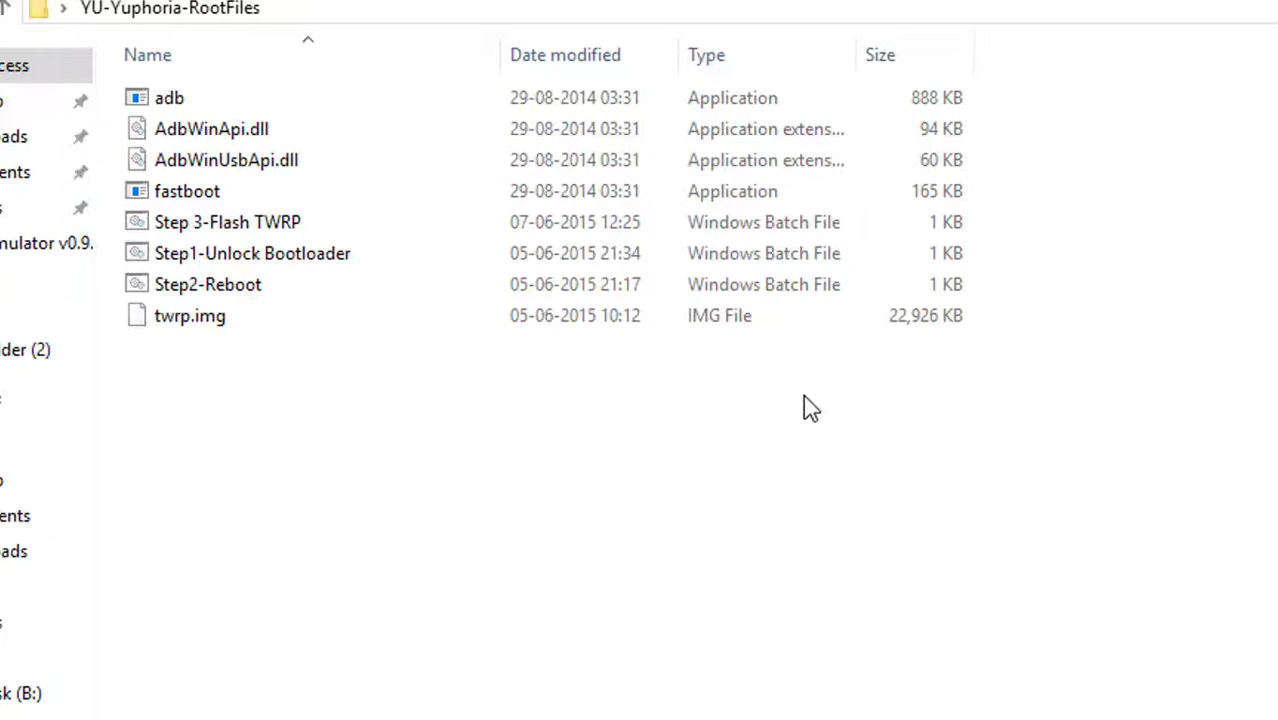 YU-Yuphoria-RootFiles
Name Date modified Type Size
cess
adb 29-08-2014 03:31 Application 888 KB
AdbWinApi.dll 29-08-2014 03:31 Application extens... 94 KB
ads
AdbWinUsbApi.dll 29-08-2014 03:31 Application extens... 60 KB
ents
fastboot 29-08-2014 03:31 Application 165 KB
s
Step 3-Flash TWRP 07-06-2015 12:25 Windows Batch File 1 KB
mulator v0.9.
Step1-Unlock Bootloader 05-06-2015 21:34 Windows Batch File 1 KB
Step2-Reboot 05-06-2015 21:17 Windows Batch File 1 KB
twrp.img 05-06-2015 10:12 IMG File 22,926 KB
lder (2)
ents
ads
s
sk (B:)